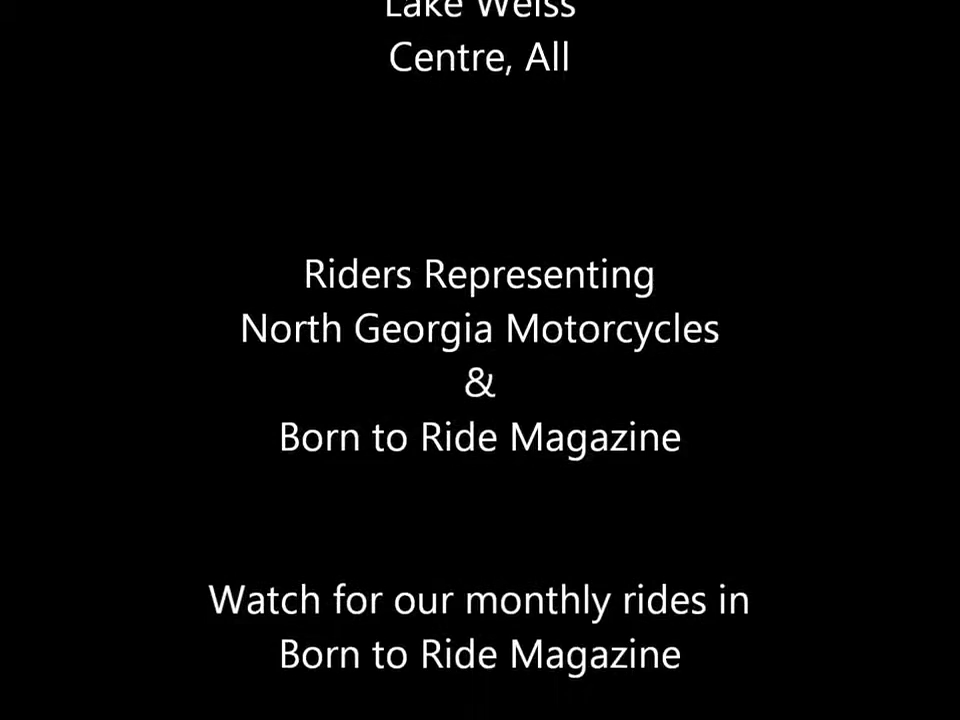 Lake Weiss
Centre, All
Riders Representing
North Georgia Motorcycles
&
Born to Ride Magazine
Watch for our monthly rides in
Born to Ride Magazine